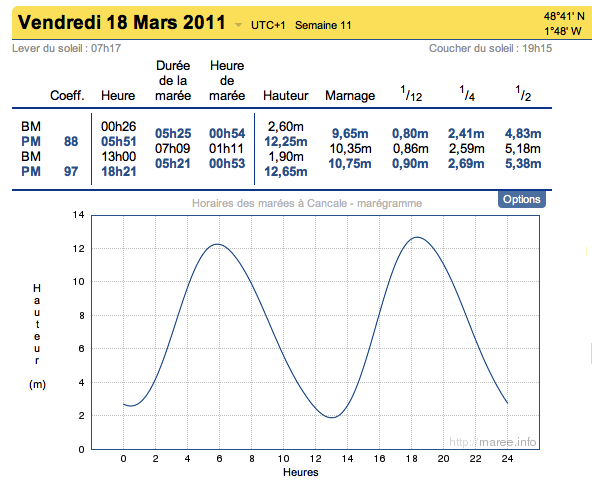 Vendredi 18 Mars 2011 UTC+1 Semaine 11 48°41' N
1°48' W
Lever du soleil : 07h17 Coucher du soleil : 19h15
Durée Heure
de la de
Coeff. Heure marée marée Hauteur Marnage 1/12 1/4 1/2
BM 00h26 2,60m
05h25 00h54 9,65m 0,80m 2,41m 4,83m
PM 88 05h51 12,25m
07h09 01h11 10,35m 0,86m 2,59m 5,18m
BM 13h00 1,90m
05h21 00h53 10,75m 0,90m 2,69m 5,38m
PM 97 18h21 12,65m
Options
Horaires des marées à Cancale - marégramme
14
12
10
8
6
4
2
0
Hauteur
(m)
http://maree.info
0 2 4 6 8 10 12 14 16 18 20 22 24
Heures